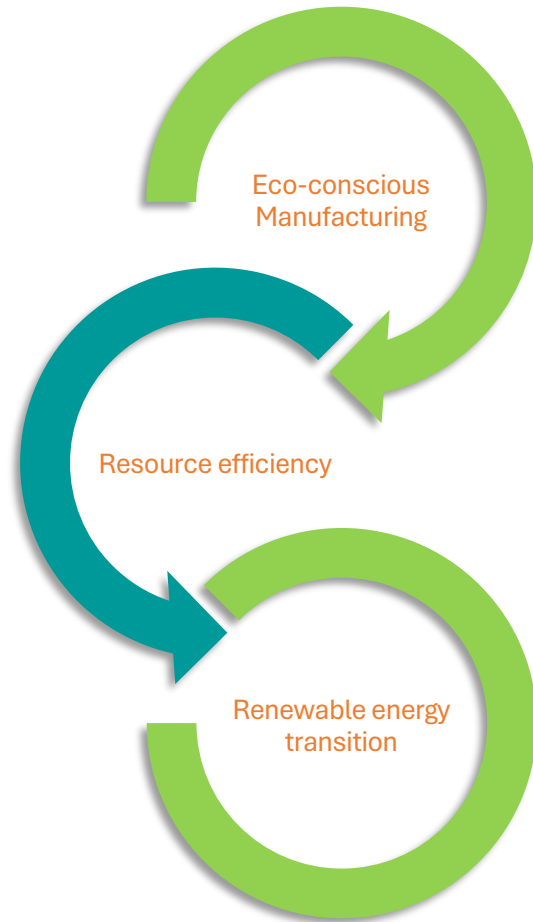 Eco-conscious
Manufacturing
Resource efficiency
Renewable energy
transition